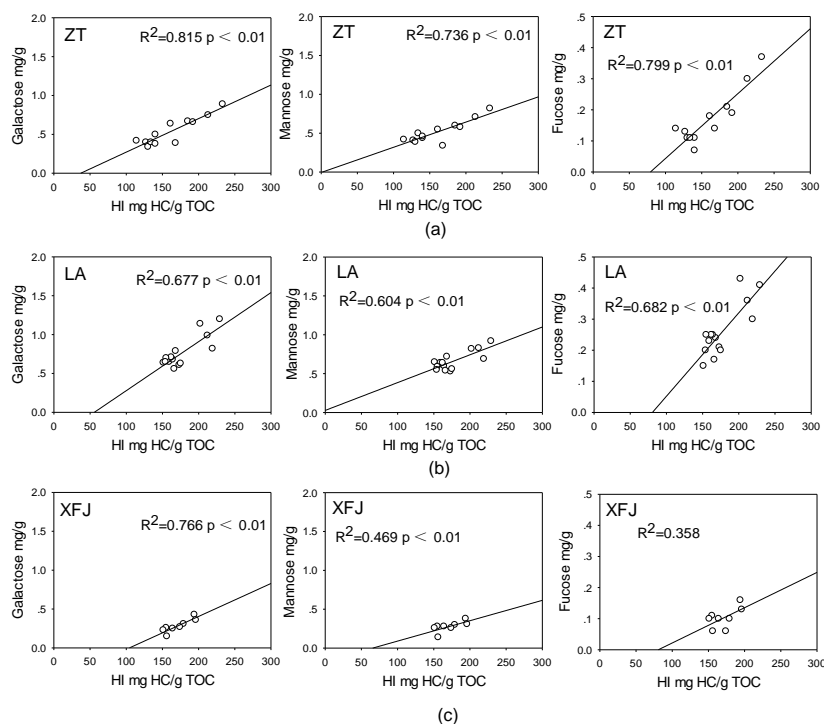 (a)
ZT
R2=0.815 p < 0.01
Galactose mg/g
2.0
1.5
1.0
.5
0.0
0 50 100 150 200 250 300
HI mg HC/g TOC
ZT
R2=0.736 p < 0.01
Mannose mg/g
2.0
1.5
1.0
.5
0.0
0 50 100 150 200 250 300
HI mg HC/g TOC
(a)
ZT
R2=0.799 p < 0.01
Fucose mg/g
.5
.4
.3
.2
.1
0.0
0 50 100 150 200 250 300
HI mg HC/g TOC
LA
R2=0.677 p < 0.01
Galactose mg/g
2.0
1.5
1.0
.5
0.0
0 50 100 150 200 250 300
HI mg HC/g TOC
LA
R2=0.604 p < 0.01
Mannose mg/g
2.0
1.5
1.0
.5
0.0
0 50 100 150 200 250 300
HI mg HC/g TOC
(b)
LA
R2=0.682 p < 0.01
Fucose mg/g
.5
.4
.3
.2
.1
0.0
0 50 100 150 200 250 300
HI mg HC/g TOC
XFJ
R2=0.766 p < 0.01
Galactose mg/g
2.0
1.5
1.0
.5
0.0
0 50 100 150 200 250 300
HI mg HC/g TOC
XFJ
R2=0.469 p < 0.01
Mannose mg/g
2.0
1.5
1.0
.5
0.0
0 50 100 150 200 250 300
HI mg HC/g TOC
XFJ
R2=0.358
Fucose mg/g
.5
.4
.3
.2
.1
0.0
0 50 100 150 200 250 300
HI mg HC/g TOC
(c)